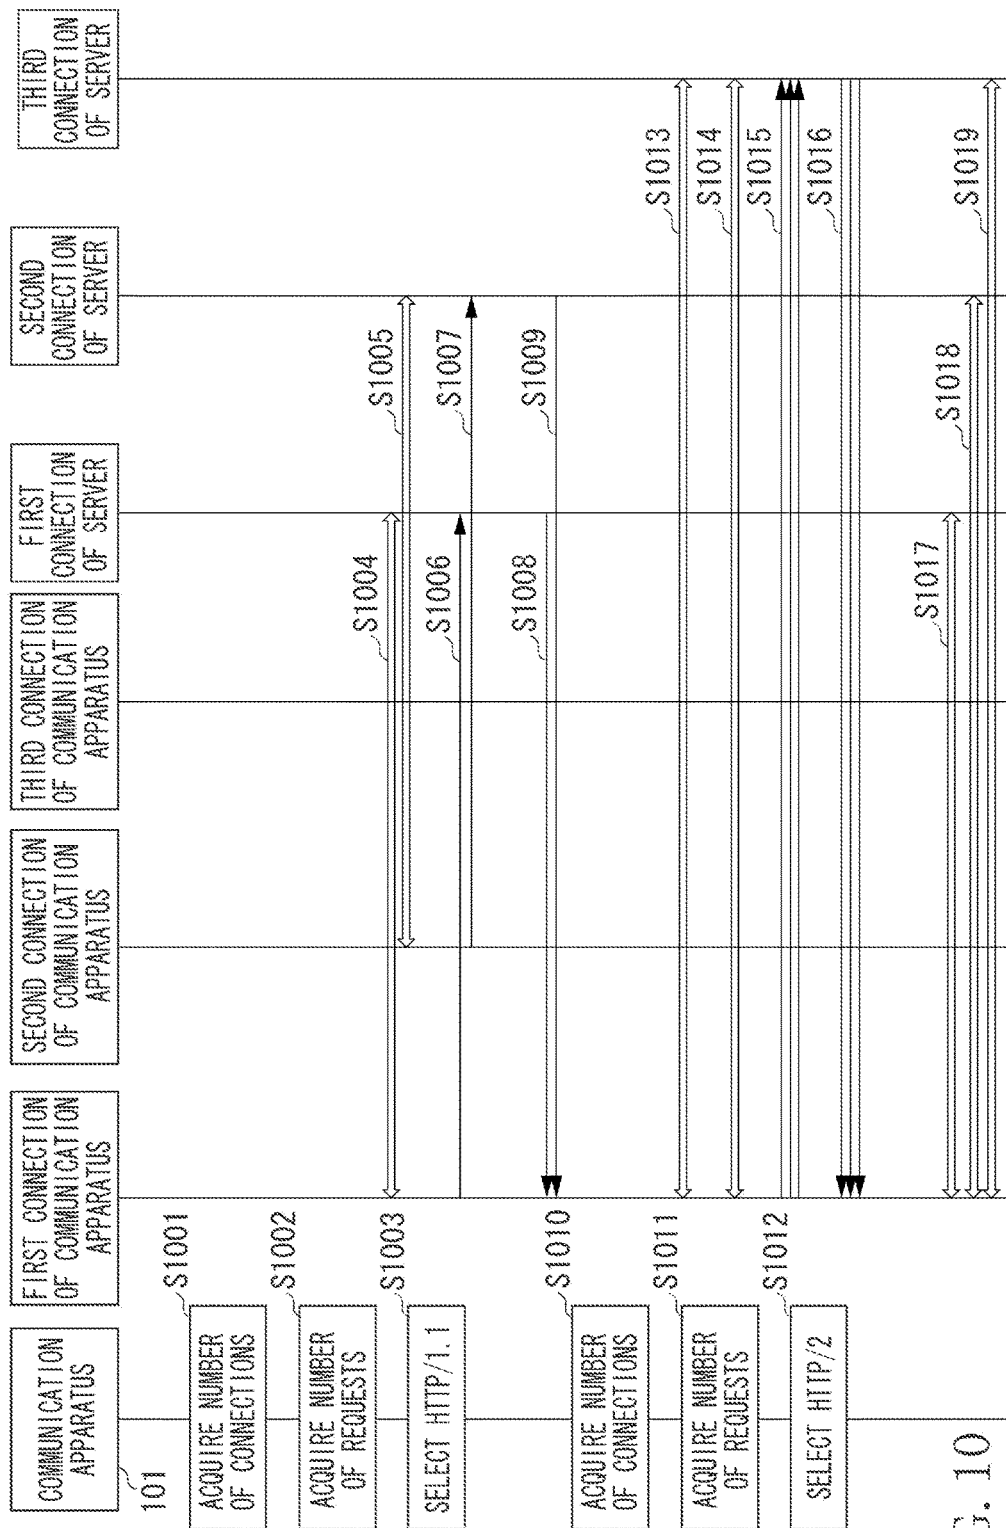 COMMUNICATION
APPARATUS
101
FIRST CONNECTION
OF COMMUNICATION
APPARATUS
SECOND CONNECTION
OF COMMUNICATION
APPARATUS
THIRD CONNECTION
OF COMMUNICATION
APPARATUS
FIRST
CONNECTION
OF SERVER
SECOND
CONNECTION
OF SERVER
THIRD
CONNECTION
OF SERVER
S1001
ACQUIRE NUMBER
OF CONNECTIONS
S1002
ACQUIRE NUMBER
OF REQUESTS
S1003
SELECT HTTP/1.1
S1004
S1005
S1006
S1007
S1008
S1009
S1010
ACQUIRE NUMBER
OF CONNECTIONS
S1011
ACQUIRE NUMBER
OF REQUESTS
S1012
SELECT HTTP/2
S1013
S1014
S1015
S1016
S1017
S1018
S1019
G. 10